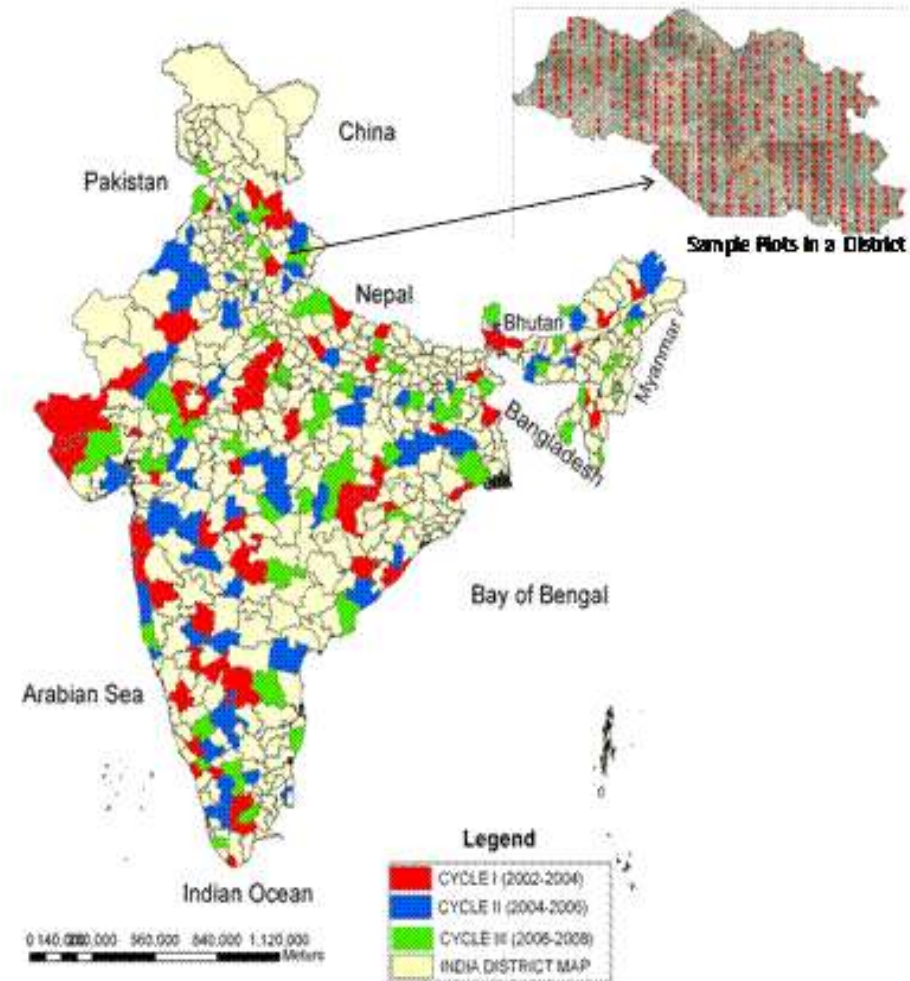 China
Pakistan
Sample Plots in a District
Nepal
Bhutan
Myanmar
Bangladesh
Bay of Bengal
Arabian Sea
Legend
CYCLE I (2002-2004)
CYCLE II (2004-2006)
CYCLE III (2006-2008)
INDIA DISTRICT MAP
Indian Ocean
560,000 840,000 1,120,000
Meters